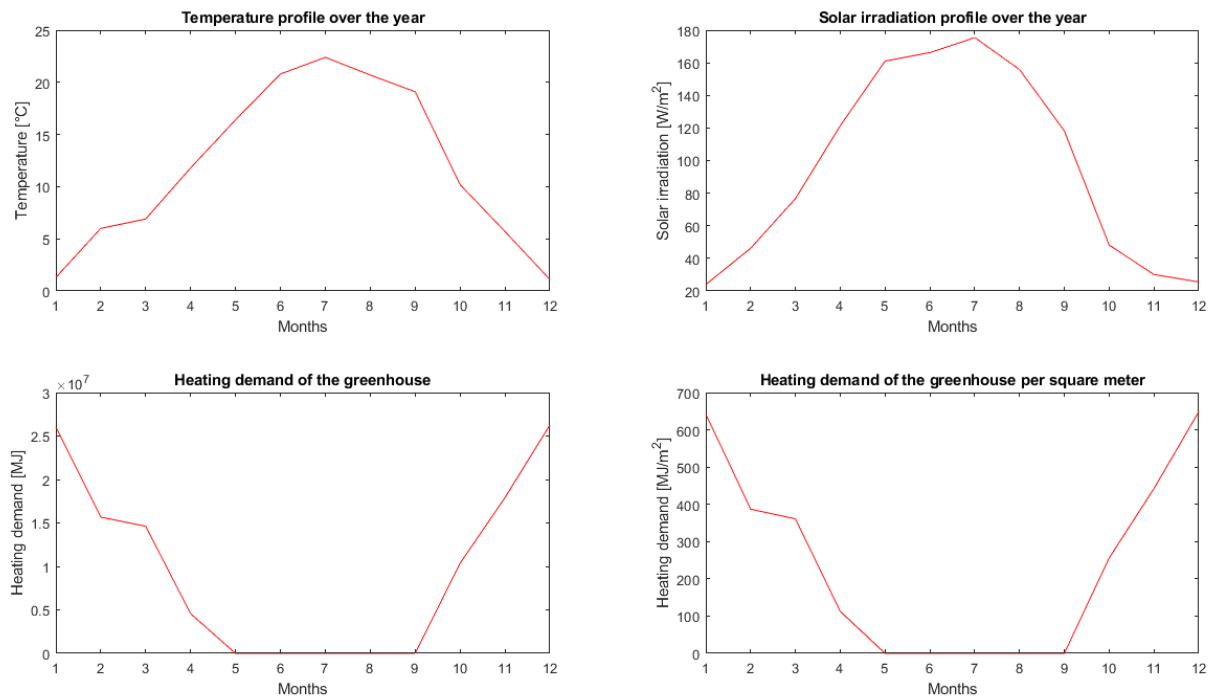 Temperature profile over the year
Temperature [°C]
25
20
15
10
5
0
1 2 3 4 5 6 7 8 9 10 11 12
Months
Solar irradiation profile over the year
Solar irradiation [W/m²]
180
160
140
120
100
80
60
40
20
1 2 3 4 5 6 7 8 9 10 11 12
Months
Heating demand of the greenhouse
Heating demand [MJ]
× 10⁷
3
2.5
2
1.5
1
0.5
0
1 2 3 4 5 6 7 8 9 10 11 12
Months
Heating demand of the greenhouse per square meter
Heating demand [MJ/m²]
700
600
500
400
300
200
100
0
1 2 3 4 5 6 7 8 9 10 11 12
Months